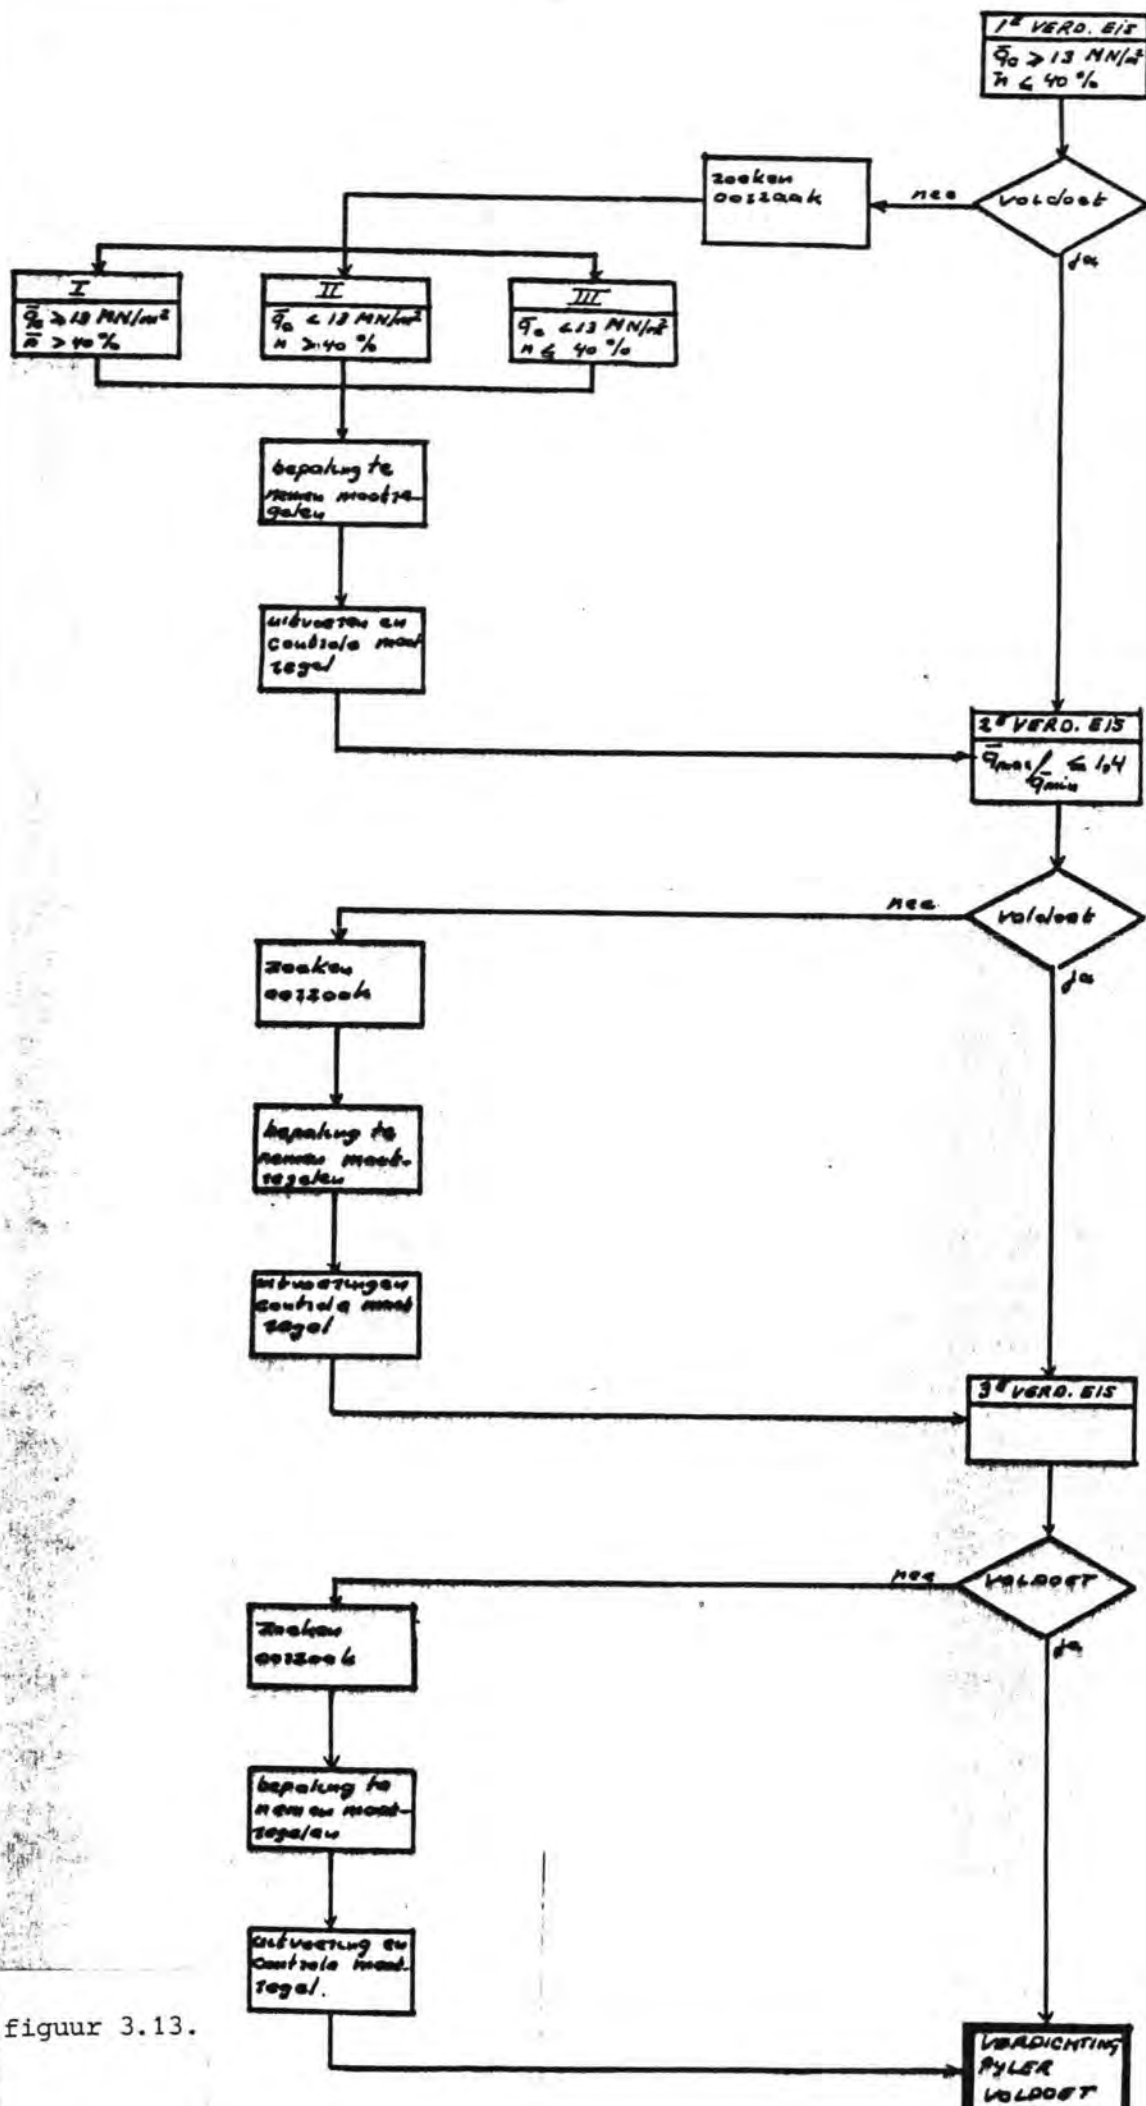 1e VERD. EIS
q̄c ⩾ 13 MN/m²
n̄ ⩽ 40 %
voldoet
nee
ja
zoeken
oorzaak
I
q̄c ⩾ 13 MN/m²
n̄ > 40 %
II
q̄c < 13 MN/m²
n > 40 %
III
q̄c < 13 MN/m²
n ⩽ 40 %
bepaling te
nemen maatre-
gelen
uitvoeren en
controle maat
regel
2e VERD. EIS
q̄max/q̄min ⩽ 1,4
voldoet
nee
ja
zoeken
oorzaak
bepaling te
nemen maat-
regelen
uitvoeringen
controle maat
regel
3e VERD. EIS
VOLDOET
nee
ja
zoeken
oorzaak
bepaling te
nemen maat-
regelen
uitvoering en
controle maat-
regel.
VERDICHTING
PYLER
VOLDOET
figuur 3.13.